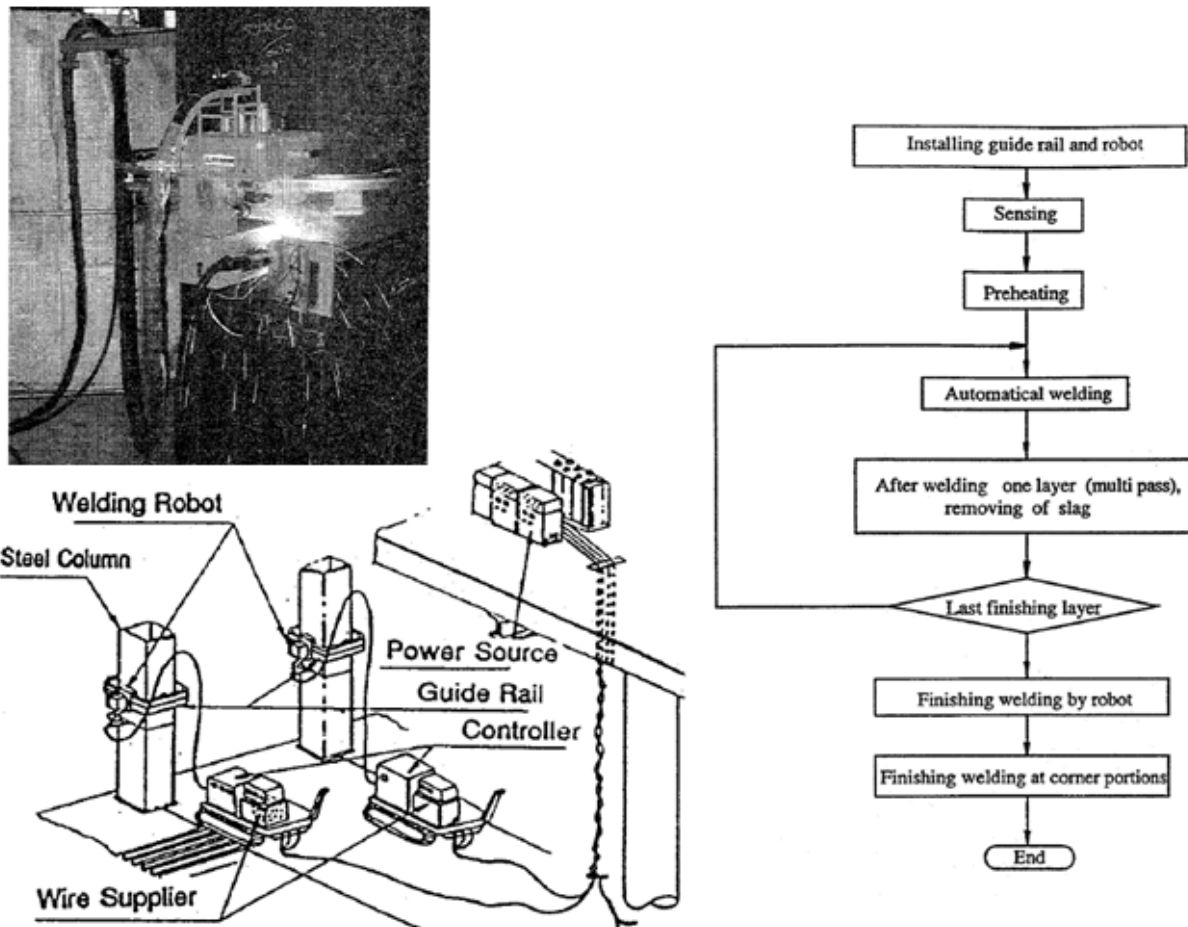 Welding Robot
Steel Column
Power Source
Guide Rail
Controller
Wire Supplier
Installing guide rail and robot
Sensing
Preheating
Automatical welding
After welding one layer (multi pass),
removing of slag
Last finishing layer
Finishing welding by robot
Finishing welding at corner portions
End